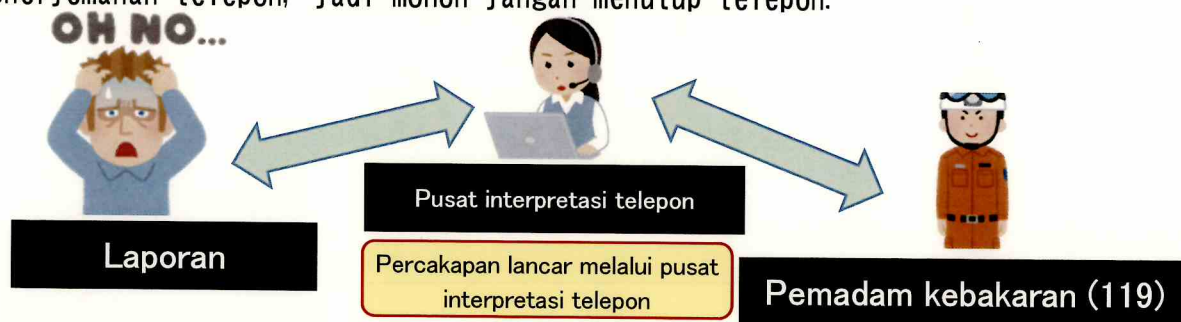 telepon, jadi mohon jangan menutup telepon.
OH NO...
Pusat interpretasi telepon
Laporan
Percakapan lancar melalui pusat
interpretasi telepon
Pemadam kebakaran (119)